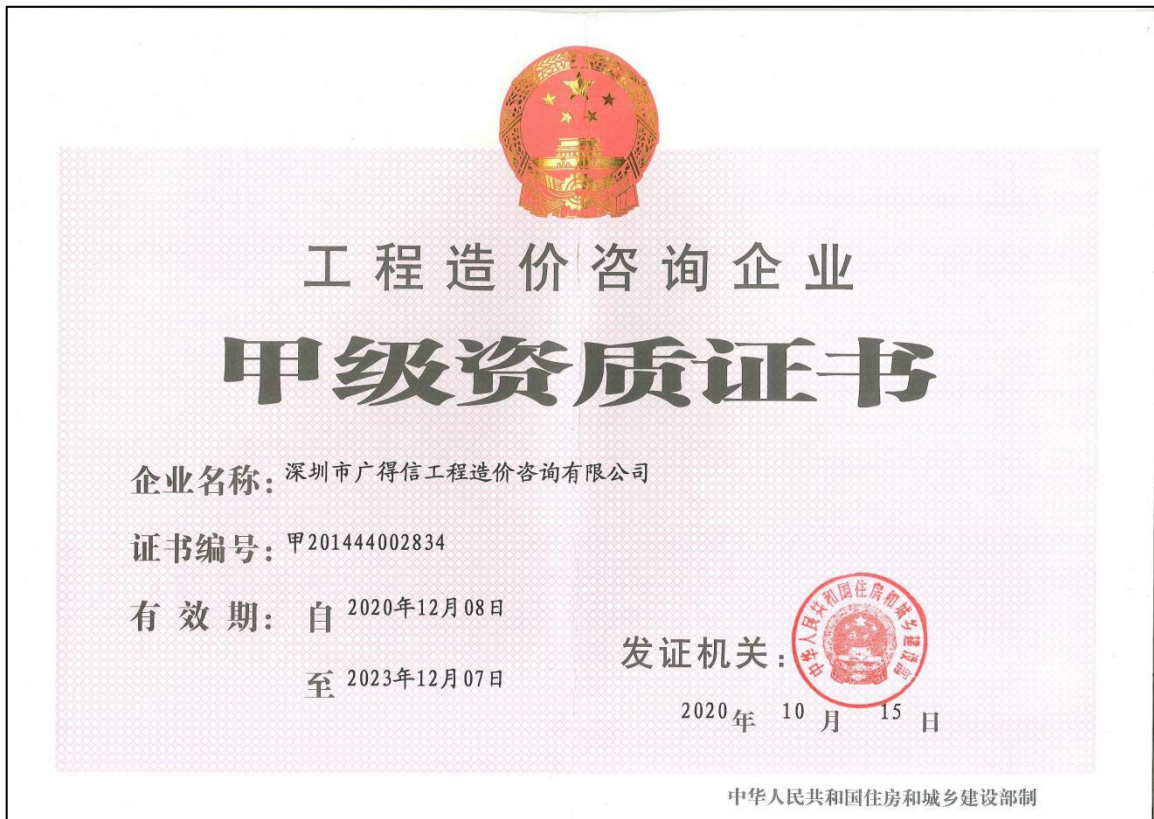 工程造价咨询企业
甲级资质证书
企业名称：深圳市广得信工程造价咨询有限公司
证书编号：甲201444002834
有效期：自2020年12月08日
至2023年12月07日
发证机关：
中华人民共和国住房和城乡建设部
2020年10月15日
中华人民共和国住房和城乡建设部制